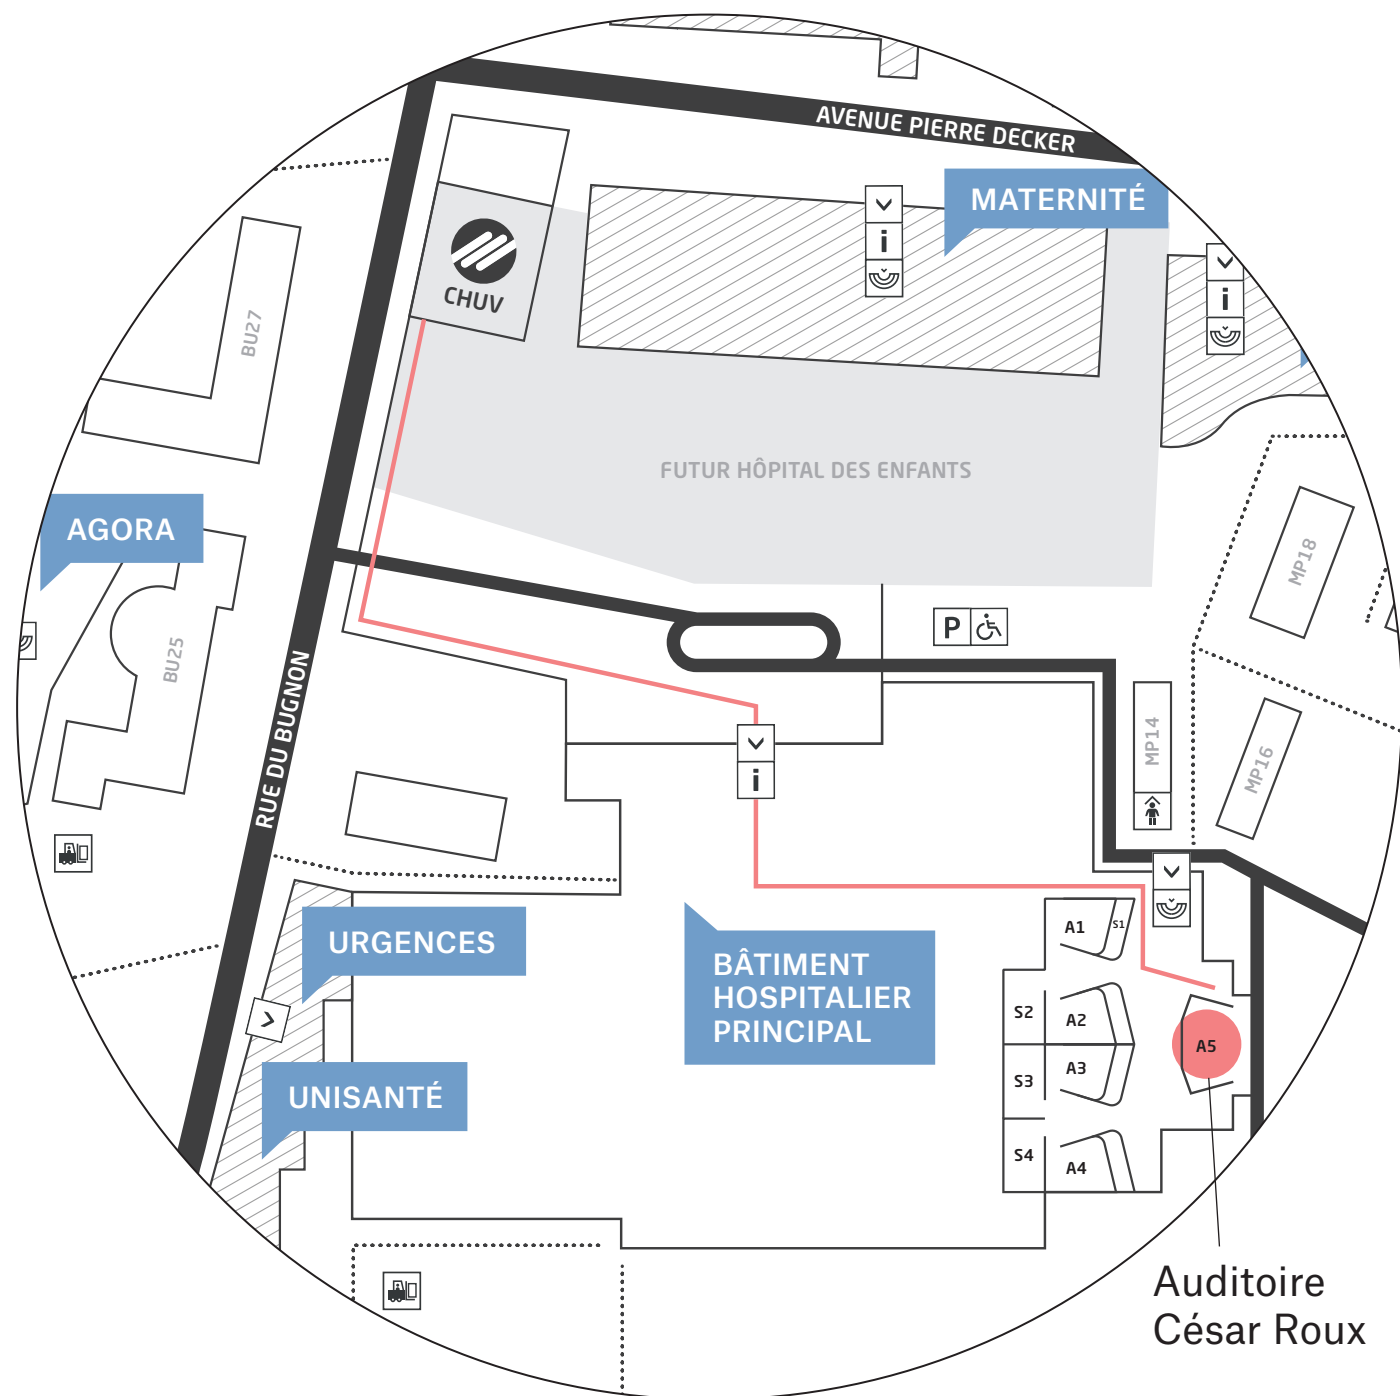 AVENUE PIERRE DECKER
MATERNITÉ
i
CHUV
i
BU27
FUTUR HÔPITAL DES ENFANTS
AGORA
MP18
P
BU25
RUE DU BUGNON
MP14
MP16
i
URGENCES
A1
S1
BÂTIMENT
HOSPITALIER
PRINCIPAL
S2
A2
A5
S3
A3
UNISANTÉ
S4
A4
Auditoire
César Roux